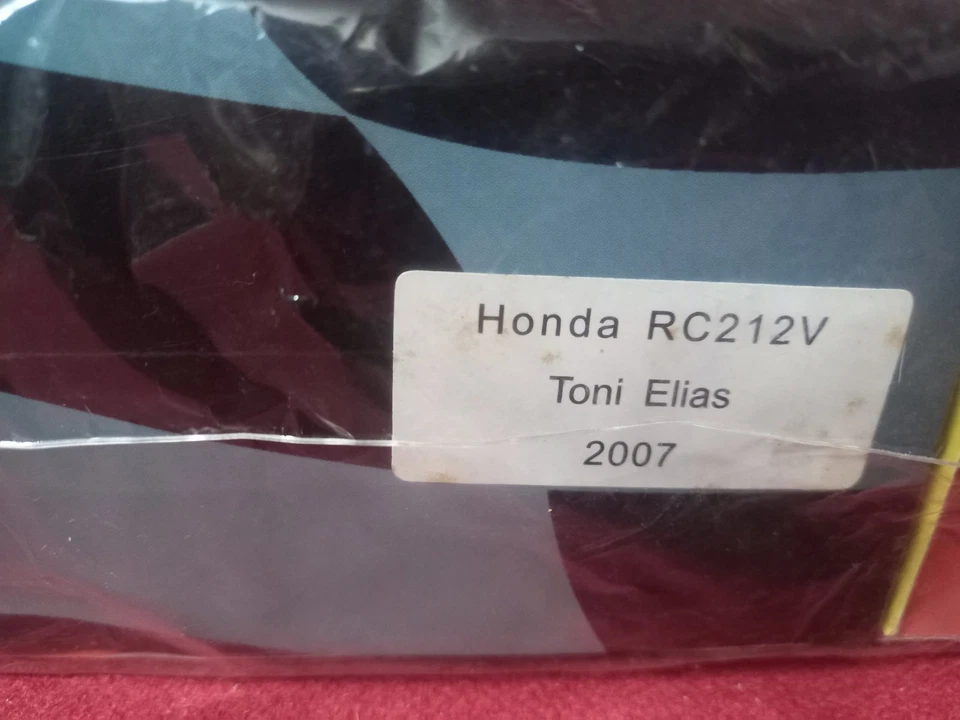 Honda RC212V
Toni Elias
2007